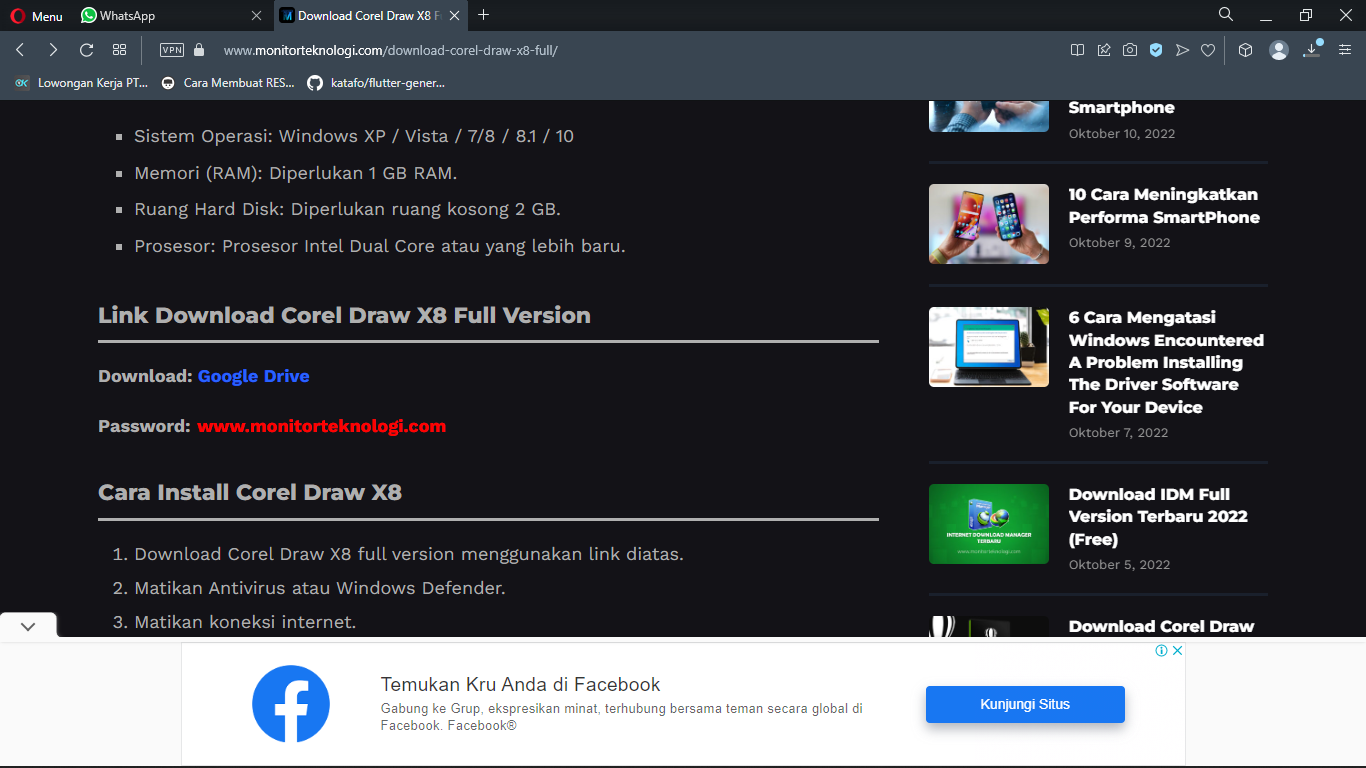 Menu
WhatsApp
Download Corel Draw X8 F
VPN
www.monitorteknologi.com/download-corel-draw-x8-full/
Lowongan Kerja PT...
Cara Membuat RES...
katafo/flutter-gener...
Sistem Operasi: Windows XP / Vista / 7/8 / 8.1 / 10
Memori (RAM): Diperlukan 1 GB RAM.
Ruang Hard Disk: Diperlukan ruang kosong 2 GB.
Prosesor: Prosesor Intel Dual Core atau yang lebih baru.
Link Download Corel Draw X8 Full Version
Download: Google Drive
Password: www.monitorteknologi.com
Cara Install Corel Draw X8
1. Download Corel Draw X8 full version menggunakan link diatas.
2. Matikan Antivirus atau Windows Defender.
3. Matikan koneksi internet.
Smartphone
Oktober 10, 2022
10 Cara Meningkatkan
Performa SmartPhone
Oktober 9, 2022
6 Cara Mengatasi
Windows Encountered
A Problem Installing
The Driver Software
For Your Device
Oktober 7, 2022
INTERNET DOWNLOAD MANAGER
TERBARU
www.monitorteknologi.com
Download IDM Full
Version Terbaru 2022
(Free)
Oktober 5, 2022
Download Corel Draw
Temukan Kru Anda di Facebook
Gabung ke Grup, ekspresikan minat, terhubung bersama teman secara global di
Facebook. Facebook®
Kunjungi Situs